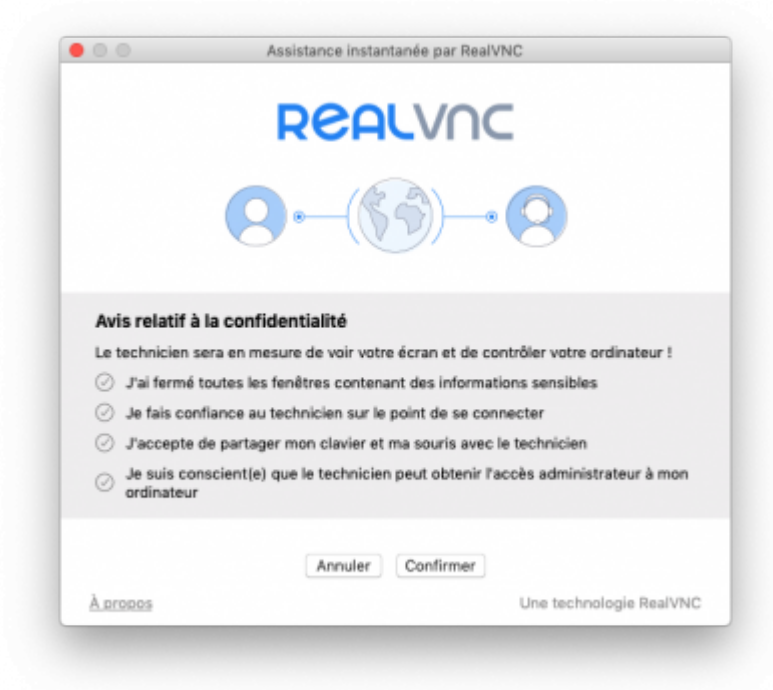 Assistance instantanée par RealVNC
REALVNC
Avis relatif à la confidentialité
Le technicien sera en mesure de voir votre écran et de contrôler votre ordinateur !
J'ai fermé toutes les fenêtres contenant des informations sensibles
Je fais confiance au technicien sur le point de se connecter
J'accepte de partager mon clavier et ma souris avec le technicien
Je suis conscient(e) que le technicien peut obtenir l'accès administrateur à mon
ordinateur
Annuler Confirmer
À propos Une technologie RealVNC